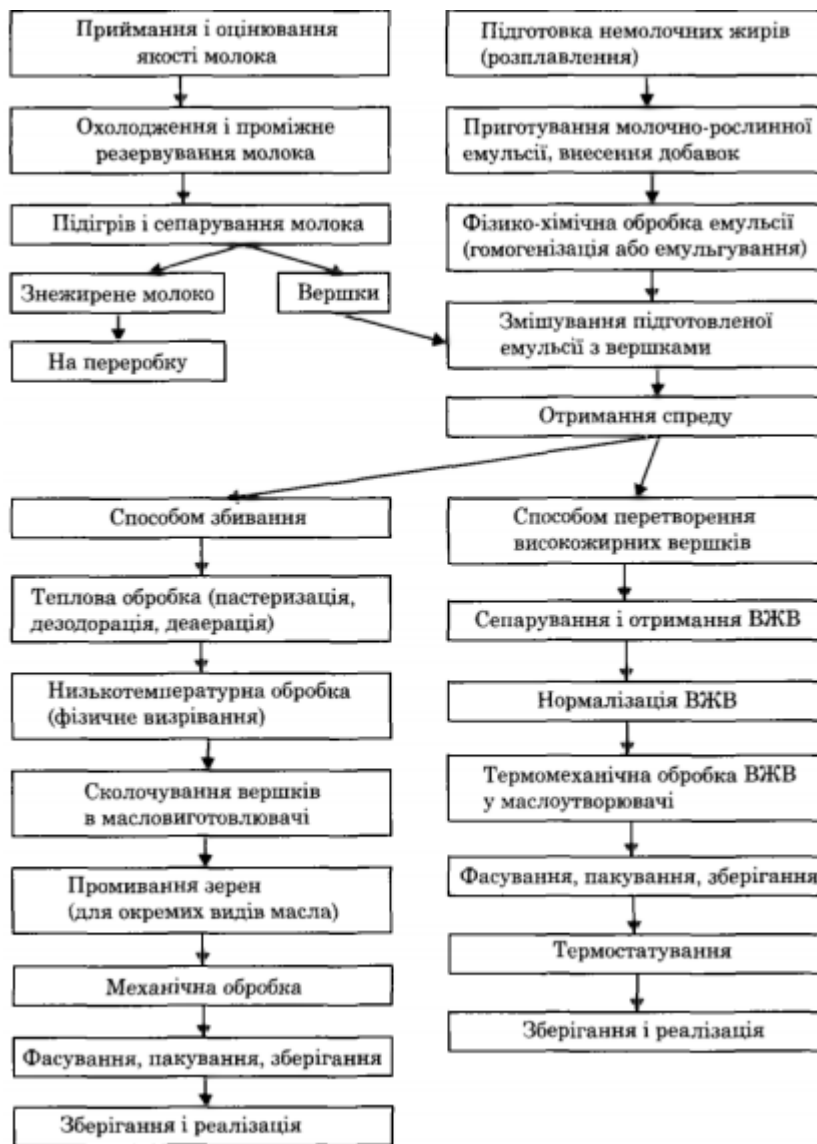 Приймання і оцінювання
якості молока
Підготовка немолочних жирів
(розплавлення)
Охолодження і проміжне
резервування молока
Приготування молочно-рослинної
емульсії, внесення добавок
Підігрів і сепарування молока
Фізико-хімічна обробка емульсії
(гомогенізація або емульгування)
Знежирене молоко
Вершки
Змішування підготовленої
емульсії з вершками
На переробку
Отримання спреду
Способом збивання
Способом перетворення
високожирних вершків
Теплова обробка (пастеризація,
дезодорація, деаерація)
Сепарування і отримання ВЖВ
Низькотемпературна обробка
(фізичне визрівання)
Нормалізація ВЖВ
Сколочування вершків
в масловиготовлювачі
Термомеханічна обробка ВЖВ
у маслоутворювачі
Промивання зерен
(для окремих видів масла)
Фасування, пакування, зберігання
Механічна обробка
Термостатування
Фасування, пакування, зберігання
Зберігання і реалізація
Зберігання і реалізація